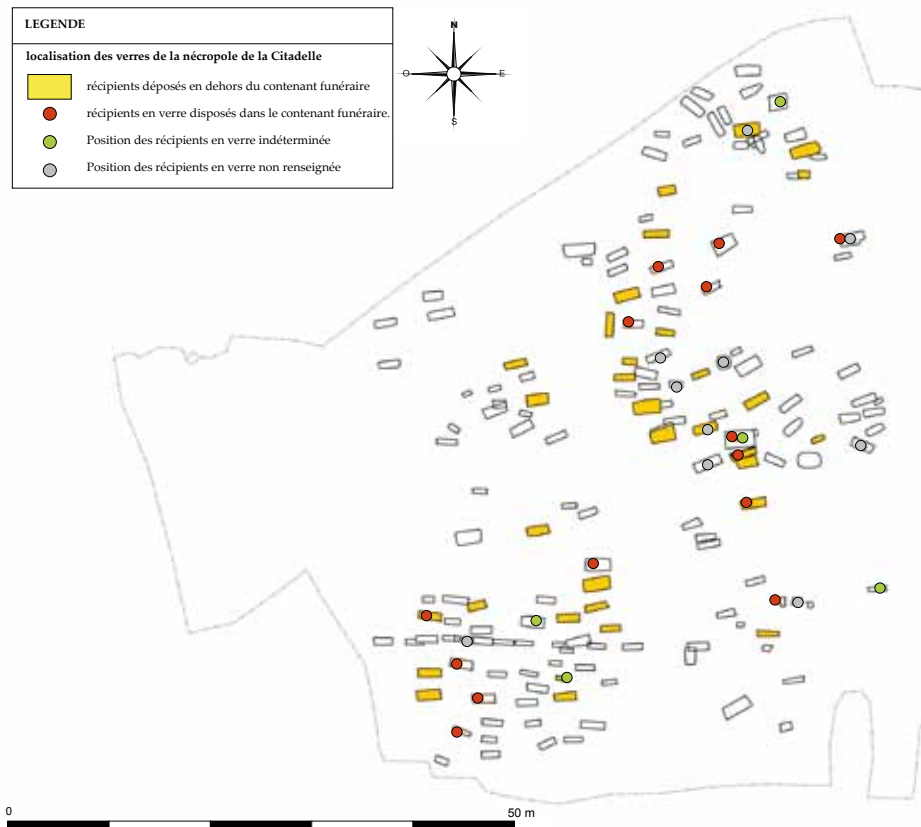 LEGENDE
localisation des verres de la nécropole de la Citadelle
récipients déposés en dehors du contenant funéraire
récipients en verre disposés dans le contenant funéraire.
Position des récipients en verre indéterminée
Position des récipients en verre non renseignée
N
O
E
S
0
50 m